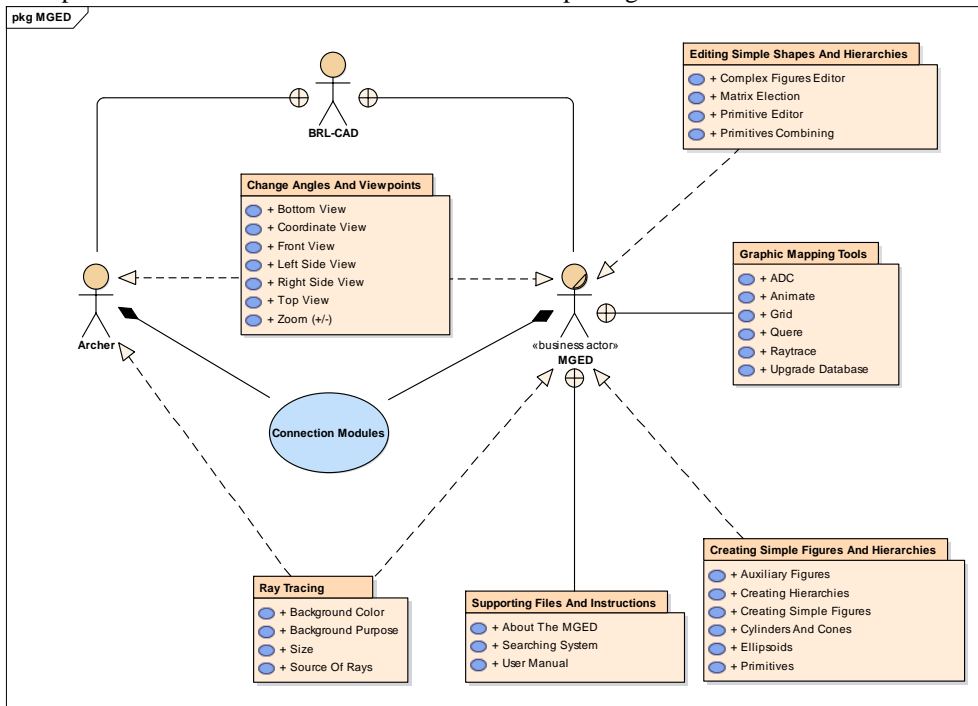 pkg MGED
BRL-CAD
Editing Simple Shapes And Hierarchies
+ Complex Figures Editor
+ Matrix Election
+ Primitive Editor
+ Primitives Combining
Change Angles And Viewpoints
+ Bottom View
+ Coordinate View
+ Front View
+ Left Side View
+ Right Side View
+ Top View
+ Zoom (+/-)
Archer
«business actor»
MGED
Graphic Mapping Tools
+ ADC
+ Animate
+ Grid
+ Quere
+ Raytrace
+ Upgrade Database
Connection Modules
Ray Tracing
+ Background Color
+ Background Purpose
+ Size
+ Source Of Rays
Supporting Files And Instructions
+ About The MGED
+ Searching System
+ User Manual
Creating Simple Figures And Hierarchies
+ Auxiliary Figures
+ Creating Hierarchies
+ Creating Simple Figures
+ Cylinders And Cones
+ Ellipsoids
+ Primitives